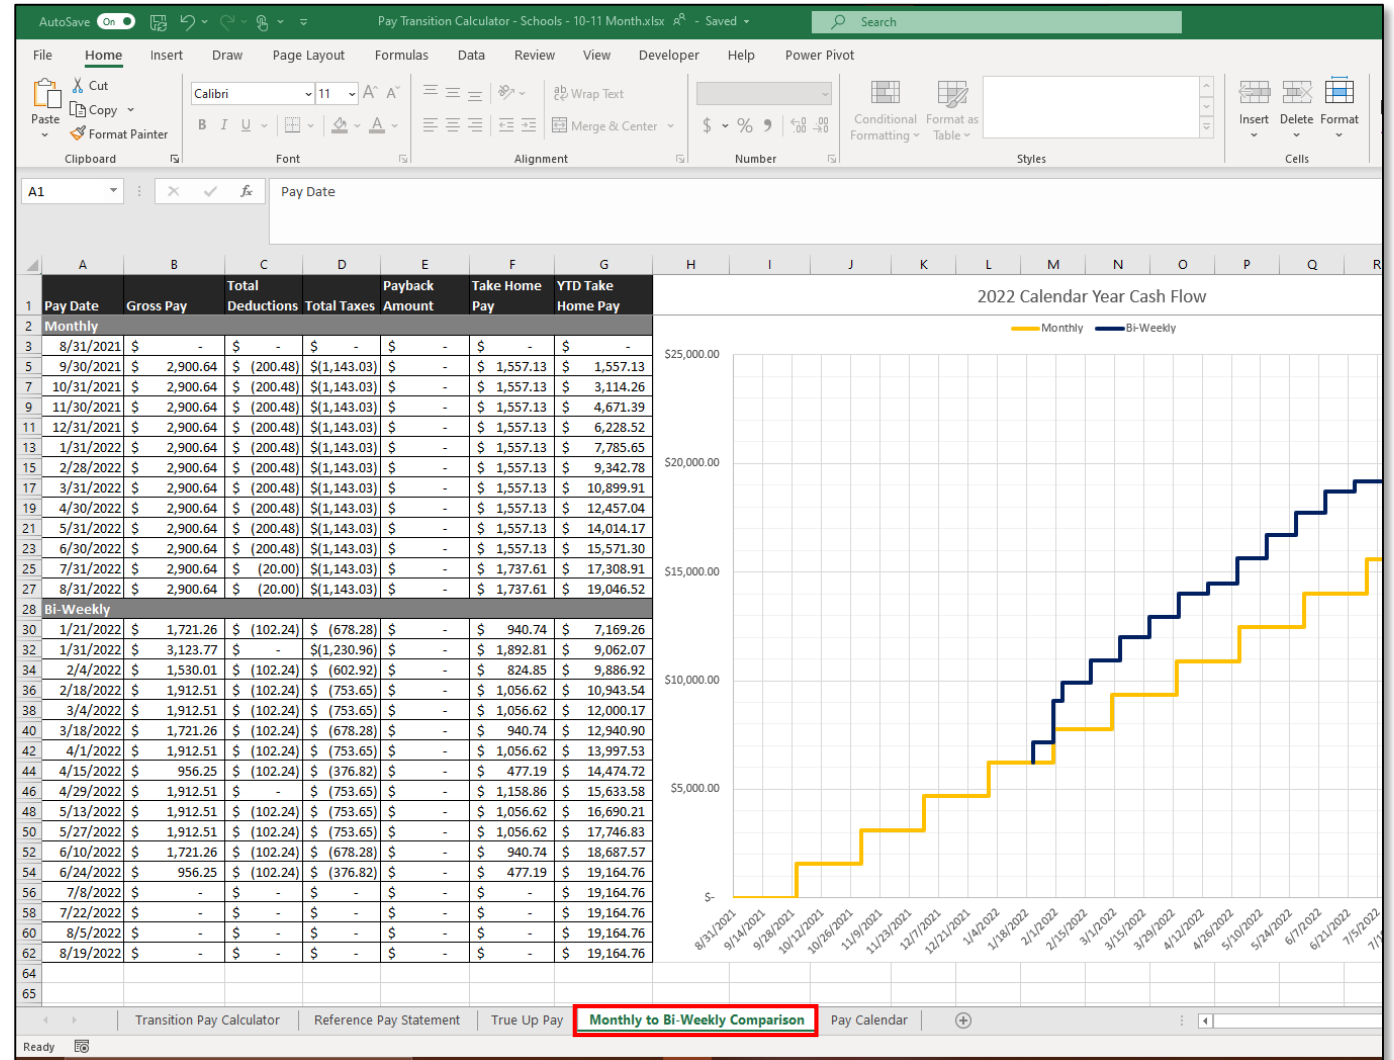 AutoSave On Pay Transition Calculator - Schools - 10-11 Month.xlsx - Saved Search
File Home Insert Draw Page Layout Formulas Data Review View Developer Help Power Pivot
Cut
Copy
Paste
Format Painter
Clipboard
Calibri 11 A^ A˅
B I U A
Font
ab Wrap Text
Merge & Center
Alignment
$ % 9
Number
Conditional Formatting
Format as Table
Styles
Insert Delete Format
Cells
A1 fx Pay Date
A B C D E F G H I J K L M N O P Q R
1 Pay Date Gross Pay Total Deductions Total Taxes Payback Amount Take Home Pay YTD Take Home Pay
2 Monthly
3 8/31/2021 $ - $ - $ - $ - $ - $ -
5 9/30/2021 $ 2,900.64 $ (200.48) $(1,143.03) $ - $ 1,557.13 $ 1,557.13
7 10/31/2021 $ 2,900.64 $ (200.48) $(1,143.03) $ - $ 1,557.13 $ 3,114.26
9 11/30/2021 $ 2,900.64 $ (200.48) $(1,143.03) $ - $ 1,557.13 $ 4,671.39
11 12/31/2021 $ 2,900.64 $ (200.48) $(1,143.03) $ - $ 1,557.13 $ 6,228.52
13 1/31/2022 $ 2,900.64 $ (200.48) $(1,143.03) $ - $ 1,557.13 $ 7,785.65
15 2/28/2022 $ 2,900.64 $ (200.48) $(1,143.03) $ - $ 1,557.13 $ 9,342.78
17 3/31/2022 $ 2,900.64 $ (200.48) $(1,143.03) $ - $ 1,557.13 $ 10,899.91
19 4/30/2022 $ 2,900.64 $ (200.48) $(1,143.03) $ - $ 1,557.13 $ 12,457.04
21 5/31/2022 $ 2,900.64 $ (200.48) $(1,143.03) $ - $ 1,557.13 $ 14,014.17
23 6/30/2022 $ 2,900.64 $ (200.48) $(1,143.03) $ - $ 1,557.13 $ 15,571.30
25 7/31/2022 $ 2,900.64 $ (20.00) $(1,143.03) $ - $ 1,737.61 $ 17,308.91
27 8/31/2022 $ 2,900.64 $ (20.00) $(1,143.03) $ - $ 1,737.61 $ 19,046.52
28 Bi-Weekly
30 1/21/2022 $ 1,721.26 $ (102.24) $ (678.28) $ - $ 940.74 $ 7,169.26
32 1/31/2022 $ 3,123.77 $ - $(1,230.96) $ - $ 1,892.81 $ 9,062.07
34 2/4/2022 $ 1,530.01 $ (102.24) $ (602.92) $ - $ 824.85 $ 9,886.92
36 2/18/2022 $ 1,912.51 $ (102.24) $ (753.65) $ - $ 1,056.62 $ 10,943.54
38 3/4/2022 $ 1,912.51 $ (102.24) $ (753.65) $ - $ 1,056.62 $ 12,000.17
40 3/18/2022 $ 1,721.26 $ (102.24) $ (678.28) $ - $ 940.74 $ 12,940.90
42 4/1/2022 $ 1,912.51 $ (102.24) $ (753.65) $ - $ 1,056.62 $ 13,997.53
44 4/15/2022 $ 956.25 $ (102.24) $ (376.82) $ - $ 477.19 $ 14,474.72
46 4/29/2022 $ 1,912.51 $ - $ (753.65) $ - $ 1,158.86 $ 15,633.58
48 5/13/2022 $ 1,912.51 $ (102.24) $ (753.65) $ - $ 1,056.62 $ 16,690.21
50 5/27/2022 $ 1,912.51 $ (102.24) $ (753.65) $ - $ 1,056.62 $ 17,746.83
52 6/10/2022 $ 1,721.26 $ (102.24) $ (678.28) $ - $ 940.74 $ 18,687.57
54 6/24/2022 $ 956.25 $ (102.24) $ (376.82) $ - $ 477.19 $ 19,164.76
56 7/8/2022 $ - $ - $ - $ - $ - $ 19,164.76
58 7/22/2022 $ - $ - $ - $ - $ - $ 19,164.76
60 8/5/2022 $ - $ - $ - $ - $ - $ 19,164.76
62 8/19/2022 $ - $ - $ - $ - $ - $ 19,164.76
64
65
2022 Calendar Year Cash Flow
Monthly Bi-Weekly
$25,000.00
$20,000.00
$15,000.00
$10,000.00
$5,000.00
$-
8/31/2021 9/14/2021 9/28/2021 10/12/2021 10/26/2021 11/9/2021 11/23/2021 12/7/2021 12/21/2021 1/4/2022 1/18/2022 2/1/2022 2/15/2022 3/1/2022 3/15/2022 3/29/2022 4/12/2022 4/26/2022 5/10/2022 5/24/2022 6/7/2022 6/21/2022 7/5/2022
Transition Pay Calculator Reference Pay Statement True Up Pay Monthly to Bi-Weekly Comparison Pay Calendar
Ready